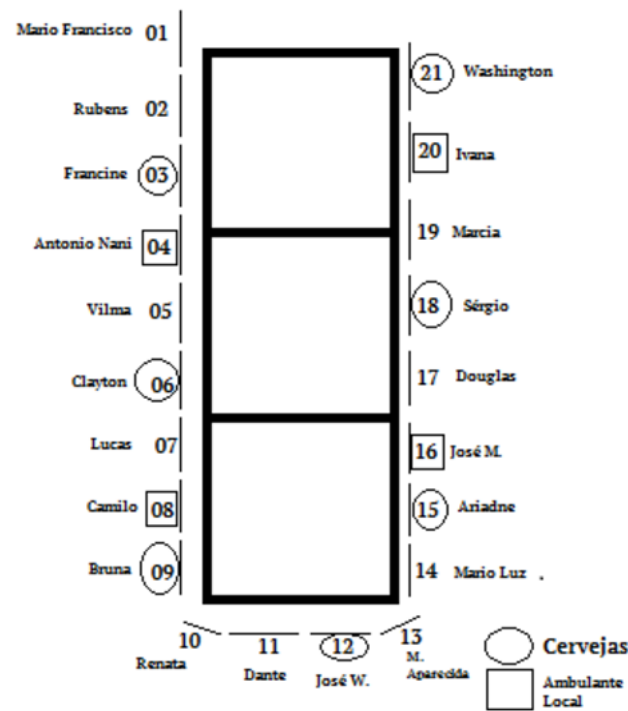 Mario Francisco 01
Rubens 02
Francine 03
Antonio Nani 04
Vilma 05
Clayton 06
Lucas 07
Camilo 08
Bruna 09
10
Renata
11
Dante
12
José W.
13
M.
Aparecida
21 Washington
20 Ivana
19 Marcia
18 Sérgio
17 Douglas
16 José M.
15 Ariadne
14 Mario Luz .
Cervejas
Ambulante
Local